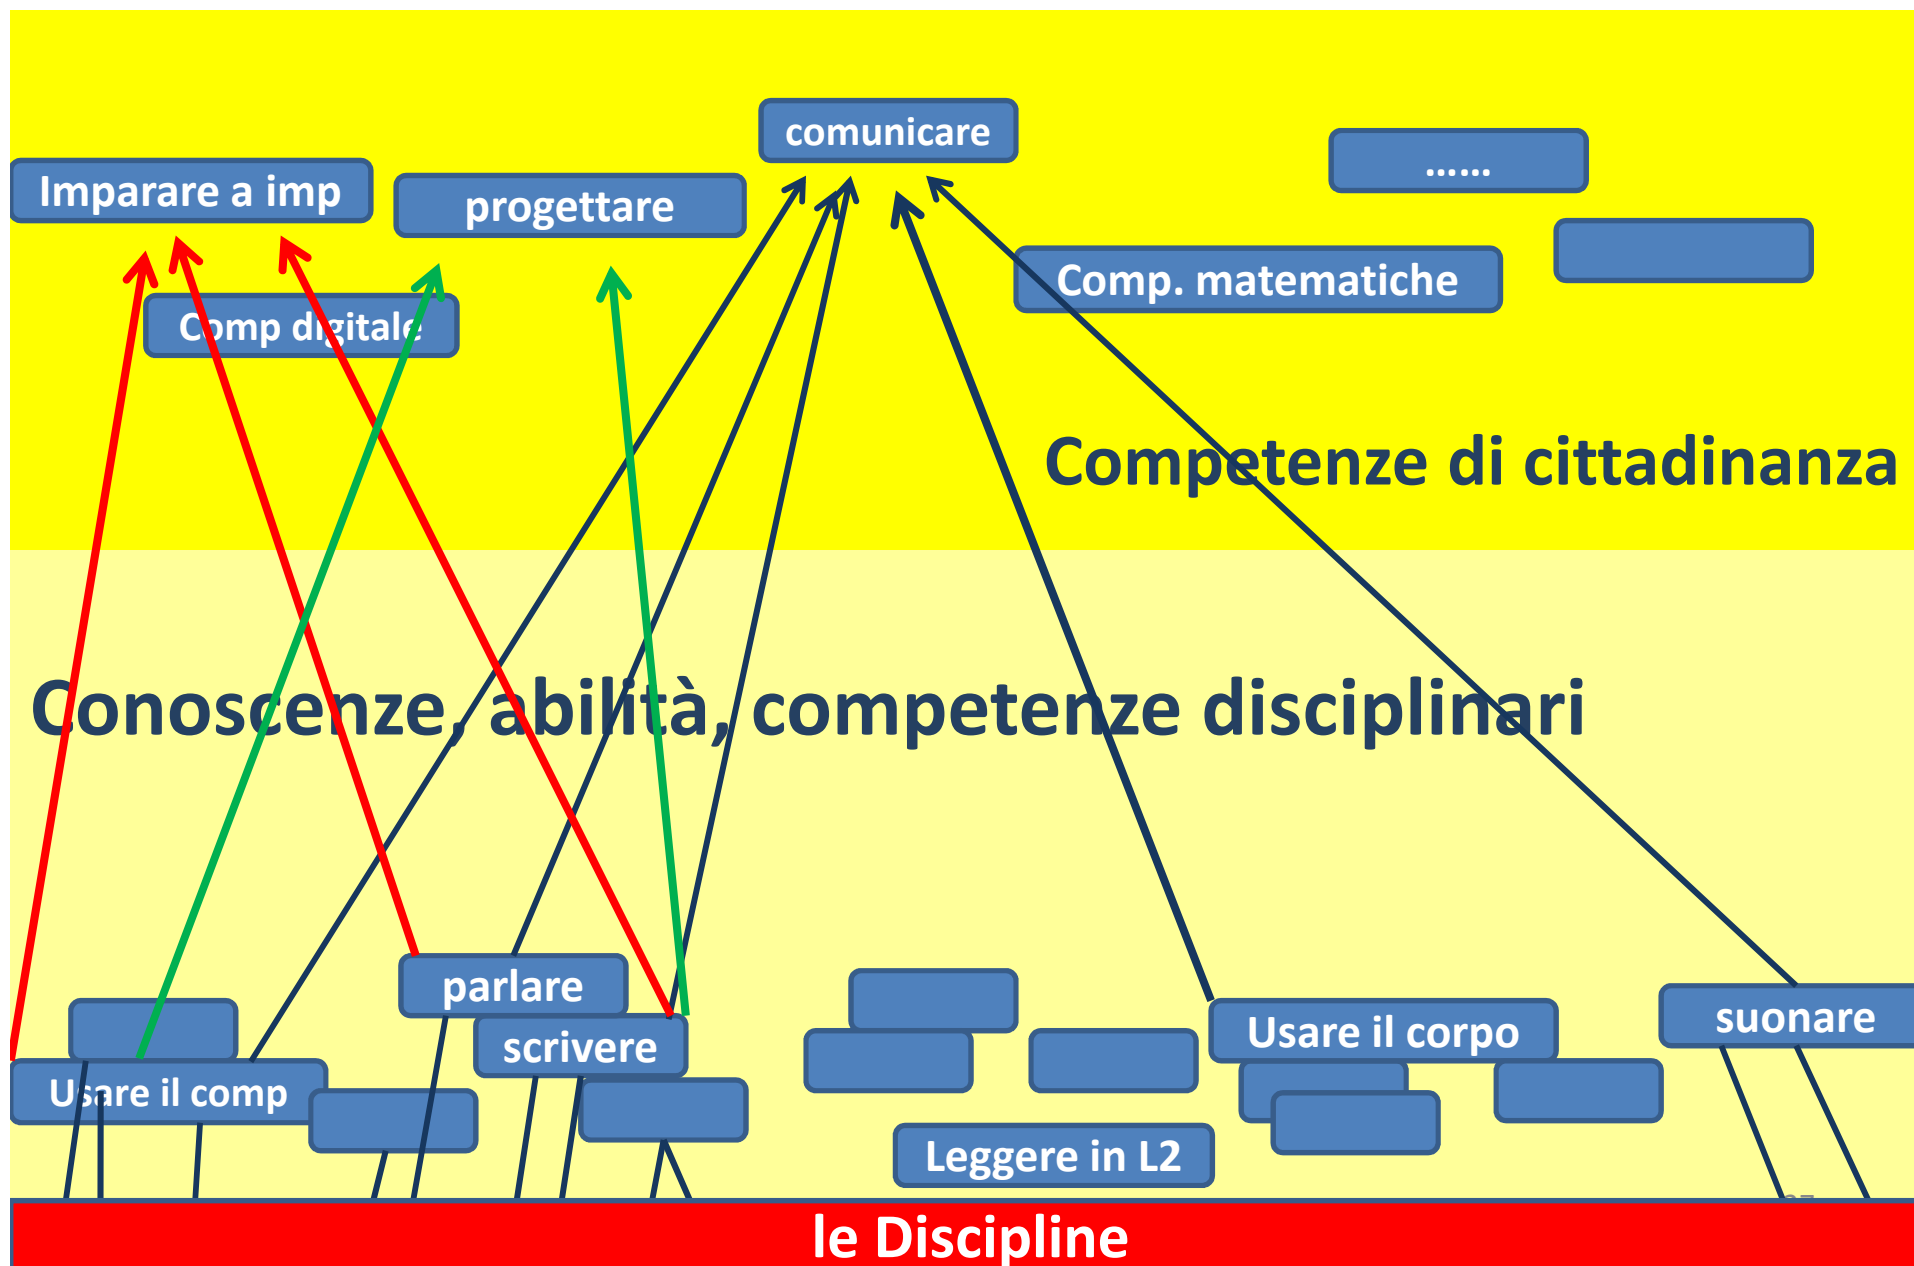 comunicare
……
Imparare a imp
progettare
Comp. matematiche
Comp digitale
Competenze di cittadinanza
Conoscenze, abilità, competenze disciplinari
parlare
suonare
Usare il corpo
scrivere
Usare il comp
Leggere in L2
le Discipline